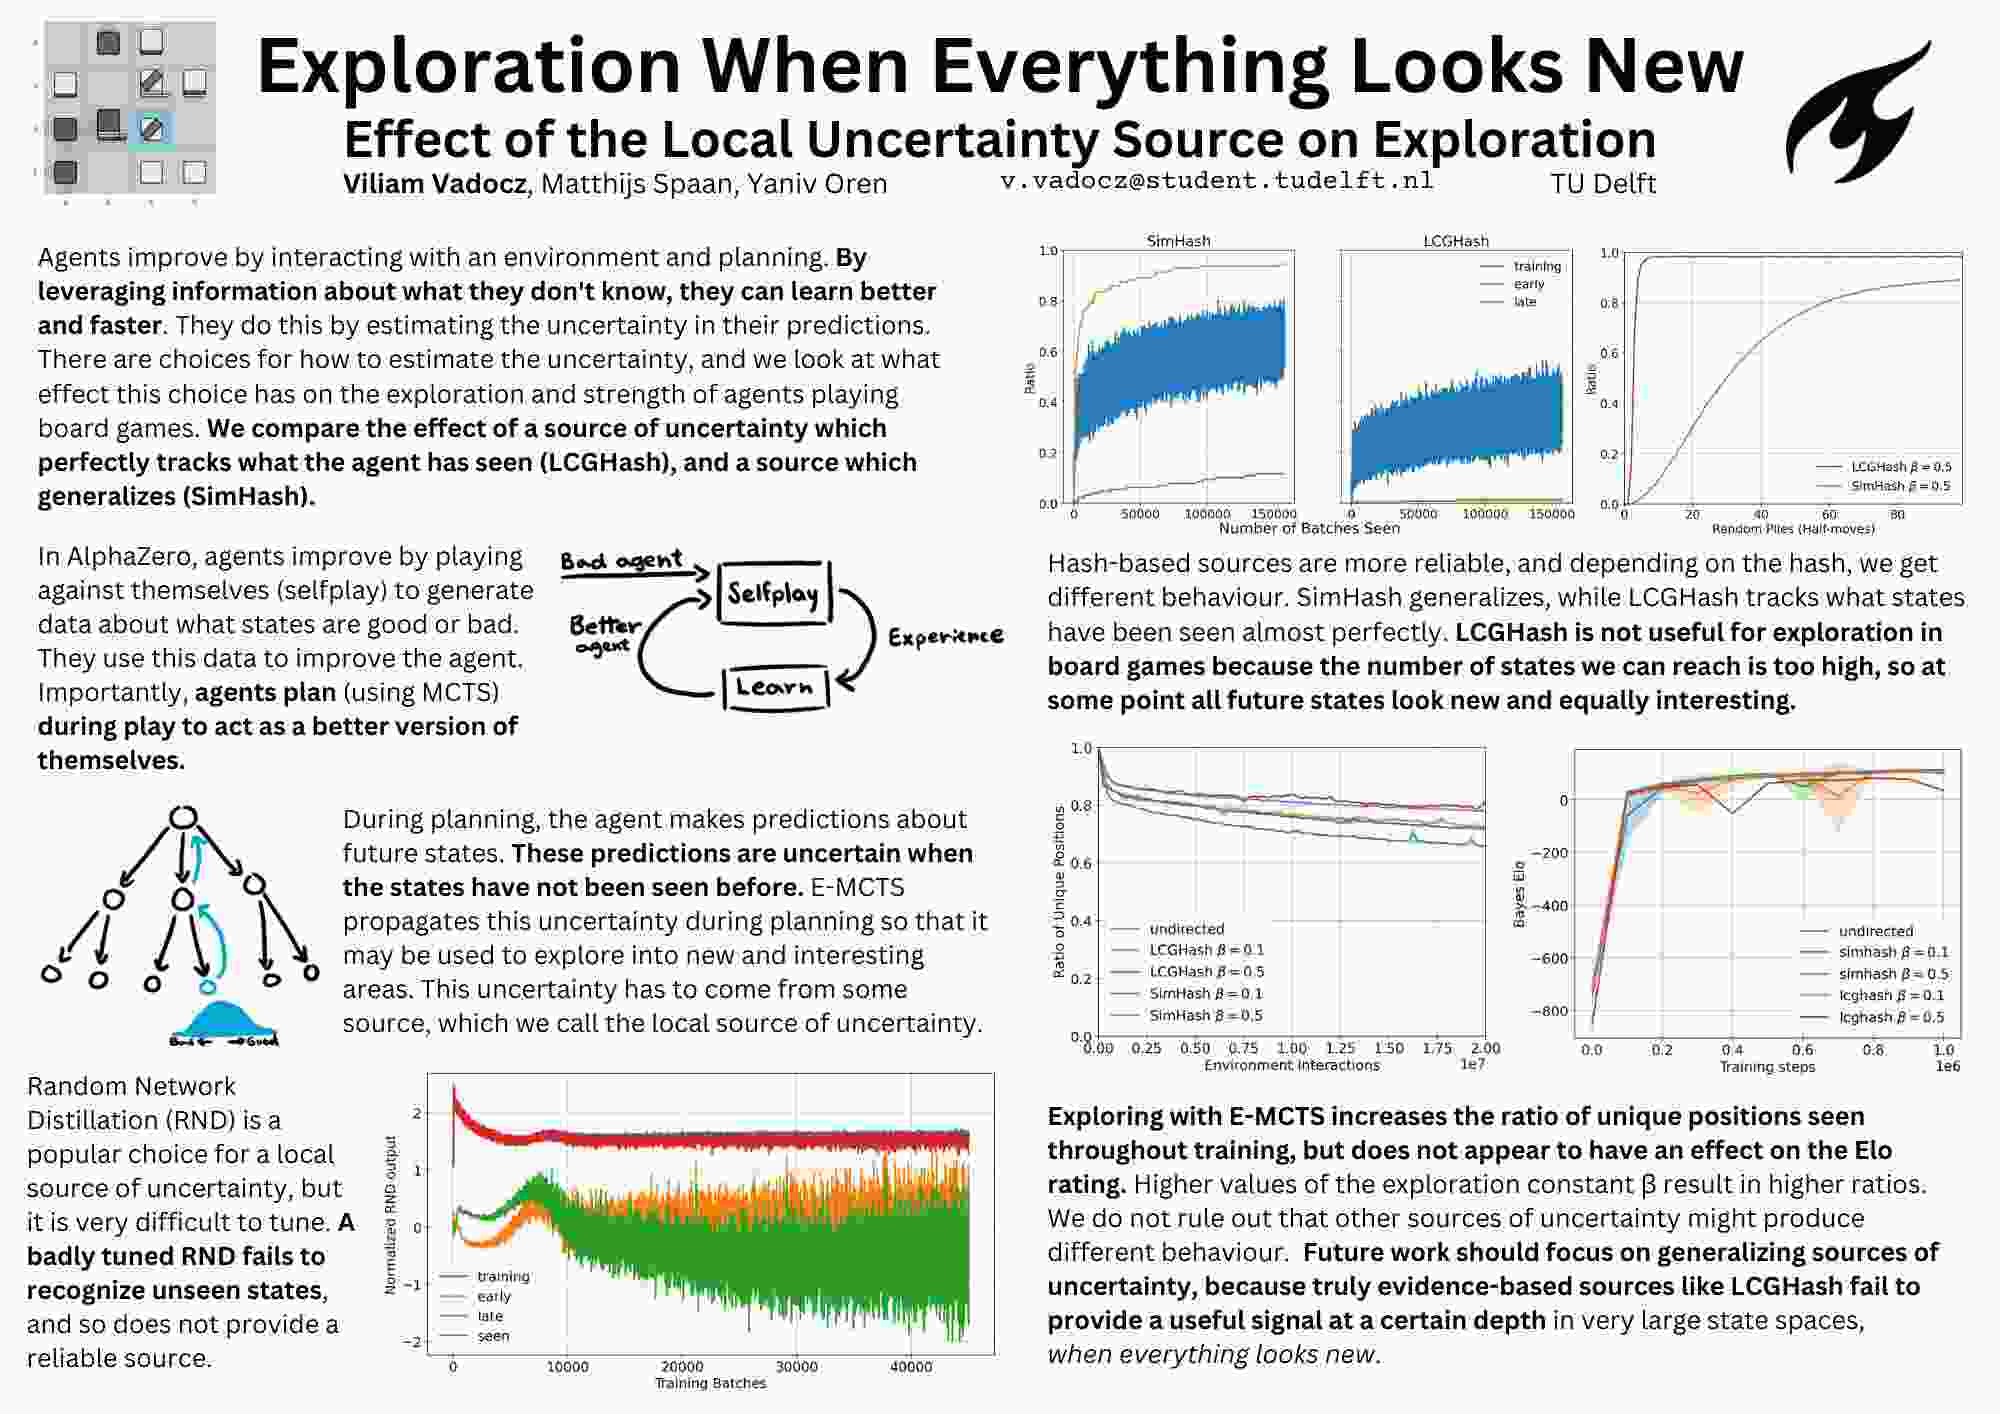 Exploration When Everything Looks New
Effect of the Local Uncertainty Source on Exploration
Viliam Vadocz, Matthijs Spaan, Yaniv Oren
v.vadocz@student.tudelft.nl
TU Delft
Agents improve by interacting with an environment and planning. By
leveraging information about what they don't know, they can learn better
and faster. They do this by estimating the uncertainty in their predictions.
There are choices for how to estimate the uncertainty, and we look at what
effect this choice has on the exploration and strength of agents playing
board games. We compare the effect of a source of uncertainty which
perfectly tracks what the agent has seen (LCGHash), and a source which
generalizes (SimHash).
In AlphaZero, agents improve by playing
against themselves (selfplay) to generate
data about what states are good or bad.
They use this data to improve the agent.
Importantly, agents plan (using MCTS)
during play to act as a better version of
themselves.
Bad agent
Selfplay
Better
agent
Experience
Learn
During planning, the agent makes predictions about
future states. These predictions are uncertain when
the states have not been seen before. E-MCTS
propagates this uncertainty during planning so that it
may be used to explore into new and interesting
areas. This uncertainty has to come from some
source, which we call the local source of uncertainty.
Bad
Good
Random Network
Distillation (RND) is a
popular choice for a local
source of uncertainty, but
it is very difficult to tune. A
badly tuned RND fails to
recognize unseen states,
and so does not provide a
reliable source.
Normalized RND output
2
1
0
−1
−2
training
early
late
seen
0 10000 20000 30000 40000
Training Batches
SimHash
Ratio
1.0
0.8
0.6
0.4
0.2
0.0
0 50000 100000 150000
LCGHash
training
early
late
0 50000 100000 150000
Number of Batches Seen
Ratio
1.0
0.8
0.6
0.4
0.2
0.0
LCGHash β = 0.5
SimHash β = 0.5
0 20 40 60 80
Random Plies (Half-moves)
Hash-based sources are more reliable, and depending on the hash, we get
different behaviour. SimHash generalizes, while LCGHash tracks what states
have been seen almost perfectly. LCGHash is not useful for exploration in
board games because the number of states we can reach is too high, so at
some point all future states look new and equally interesting.
Ratio of Unique Positions
1.0
0.8
0.6
0.4
0.2
0.0
undirected
LCGHash β = 0.1
LCGHash β = 0.5
SimHash β = 0.1
SimHash β = 0.5
0.00 0.25 0.50 0.75 1.00 1.25 1.50 1.75 2.00
Environment Interactions
1e7
Bayes Elo
0
−200
−400
−600
−800
undirected
simhash β = 0.1
simhash β = 0.5
lcghash β = 0.1
lcghash β = 0.5
0.0 0.2 0.4 0.6 0.8 1.0
Training steps
1e6
Exploring with E-MCTS increases the ratio of unique positions seen
throughout training, but does not appear to have an effect on the Elo
rating. Higher values of the exploration constant β result in higher ratios.
We do not rule out that other sources of uncertainty might produce
different behaviour. Future work should focus on generalizing sources of
uncertainty, because truly evidence-based sources like LCGHash fail to
provide a useful signal at a certain depth in very large state spaces,
when everything looks new.